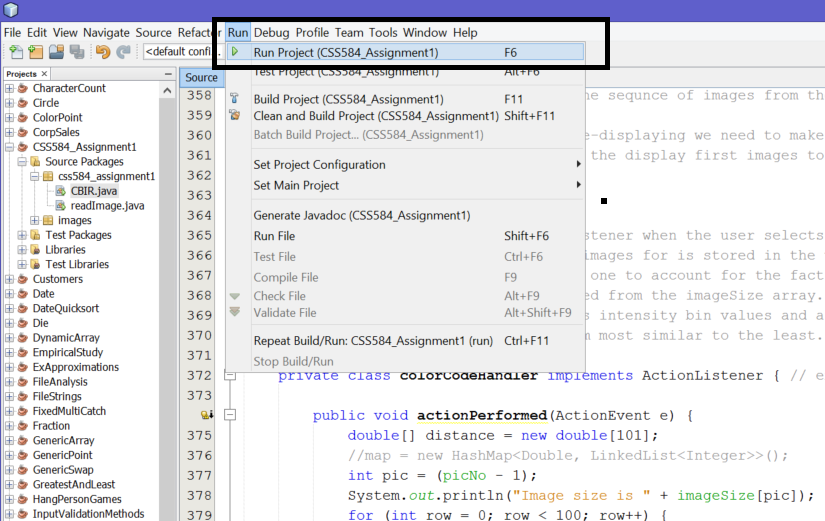 File Edit View Navigate Source Refactor Run Debug Profile Team Tools Window Help
<default confi...
Run Project (CSS584_Assignment1) F6
Test Project (CSS584_Assignment1) Alt+F6
Build Project (CSS584_Assignment1) F11
Clean and Build Project (CSS584_Assignment1) Shift+F11
Batch Build Project... (CSS584_Assignment1)
Set Project Configuration
Set Main Project
Generate Javadoc (CSS584_Assignment1)
Run File Shift+F6
Test File Ctrl+F6
Compile File F9
Check File Alt+F9
Validate File Alt+Shift+F9
Repeat Build/Run: CSS584_Assignment1 (run) Ctrl+F11
Stop Build/Run
Projects ×
CharacterCount
Circle
ColorPoint
CorpSales
CSS584_Assignment1
Source Packages
css584_assignment1
CBIR.java
readImage.java
images
Test Packages
Libraries
Test Libraries
Customers
Date
DateQuicksort
Die
DynamicArray
EmpiricalStudy
ExApproximations
FileAnalysis
FileStrings
FixedMultiCatch
Fraction
GenericArray
GenericPoint
GenericSwap
GreatestAndLeast
HangPersonGames
InputValidationMethods
Source
358 he sequnce of images from th
359
360 e-displaying we need to make
361 the display first images to
362
363
364
365 stener when the user selects
366 images for is stored in the
367 one to account for the fact
368 ed from the imageSize array.
369 s intensity bin values and a
370 m most similar to the least.
371
372 private class colorCodeHandler implements ActionListener { // e
373
public void actionPerformed(ActionEvent e) {
375 double[] distance = new double[101];
376 //map = new HashMap<Double, LinkedList<Integer>>();
377 int pic = (picNo - 1);
378 System.out.println("Image size is " + imageSize[pic]);
379 for (int row = 0; row < 100; row++) {